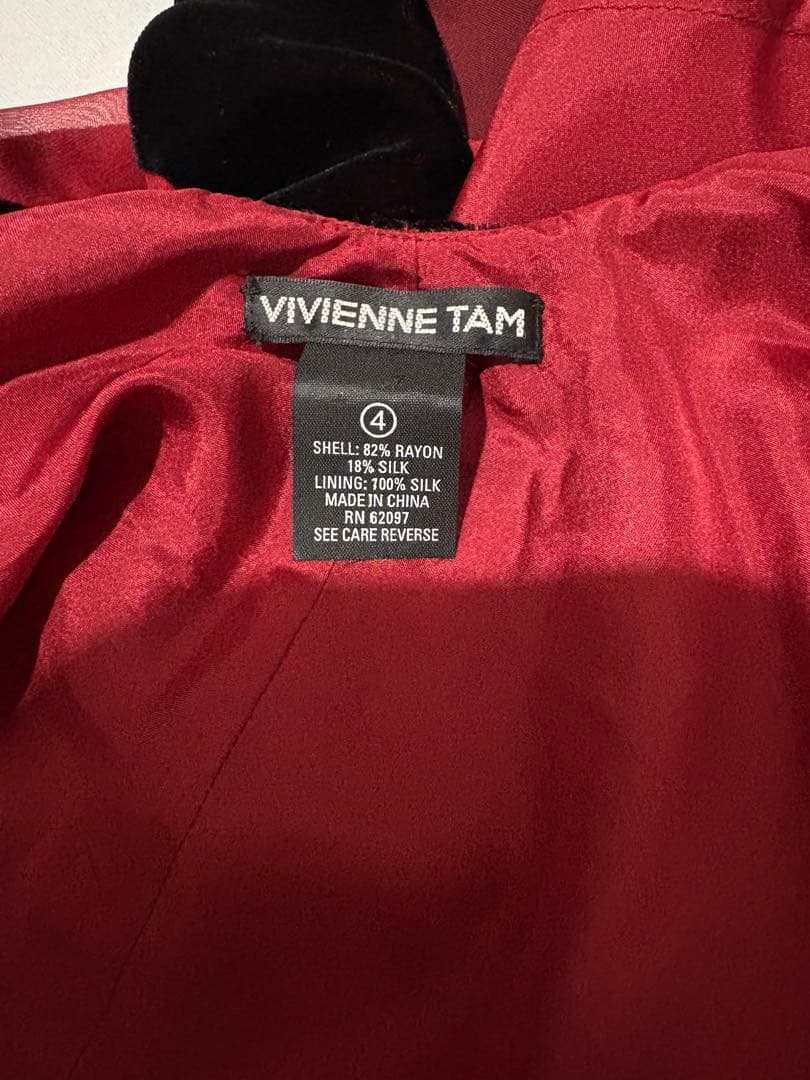 VIVIENNE TAM
4
SHELL: 82% RAYON
18% SILK
LINING: 100% SILK
MADE IN CHINA
RN 62097
SEE CARE REVERSE